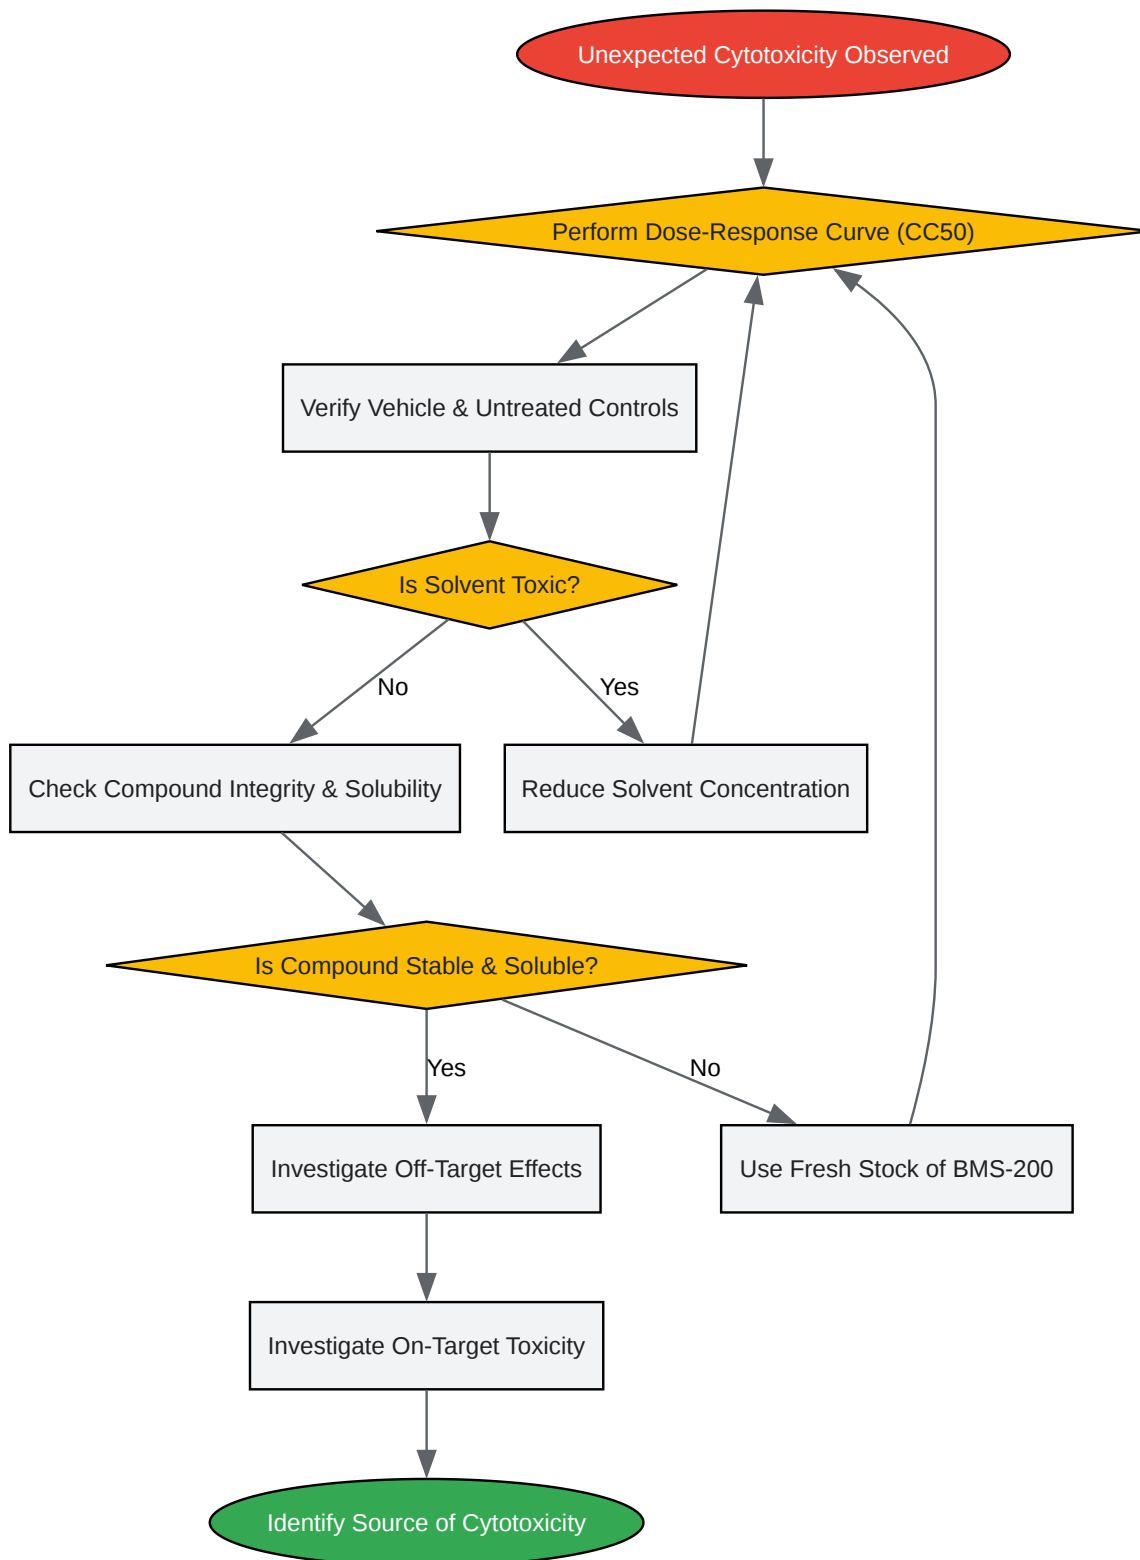 Unexpected Cytotoxicity Observed
Perform Dose-Response Curve (CC50)
Verify Vehicle & Untreated Controls
Is Solvent Toxic?
No
Yes
Check Compound Integrity & Solubility
Reduce Solvent Concentration
Is Compound Stable & Soluble?
Yes
No
Investigate Off-Target Effects
Use Fresh Stock of BMS-200
Investigate On-Target Toxicity
Identify Source of Cytotoxicity